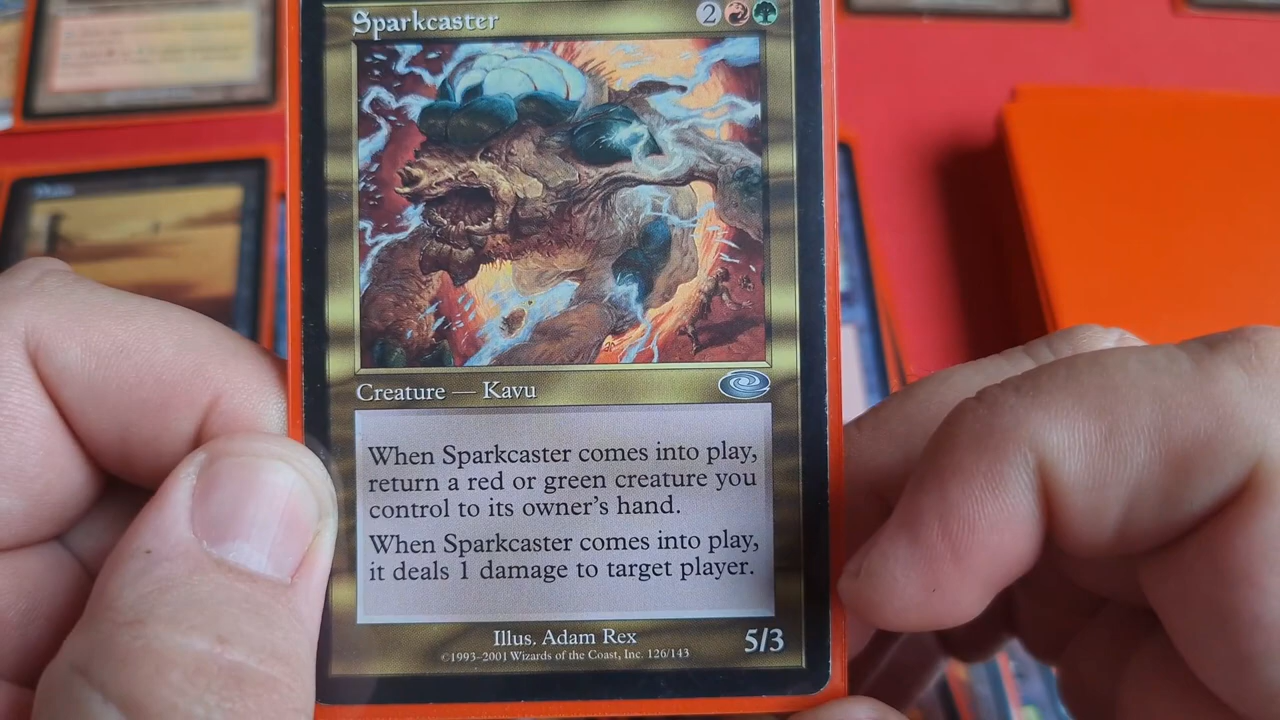 Sparkcaster 2
Creature — Kavu
When Sparkcaster comes into play,
return a red or green creature you
control to its owner's hand.
When Sparkcaster comes into play,
it deals 1 damage to target player.
Illus. Adam Rex
©1993–2001 Wizards of the Coast, Inc. 126/143
5/3